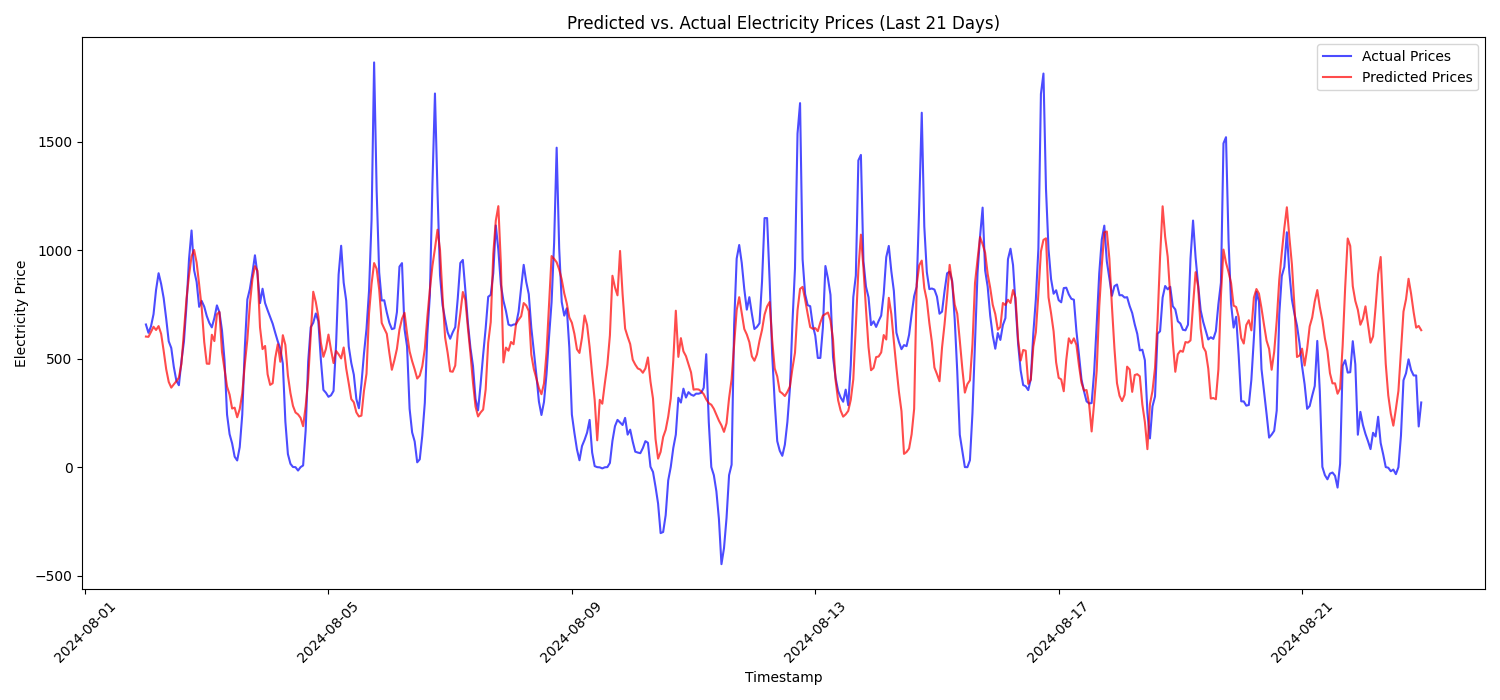 Predicted vs. Actual Electricity Prices (Last 21 Days)
Actual Prices
Predicted Prices
Electricity Price
1500
1000
500
0
−500
2024-08-01
2024-08-05
2024-08-09
2024-08-13
2024-08-17
2024-08-21
Timestamp